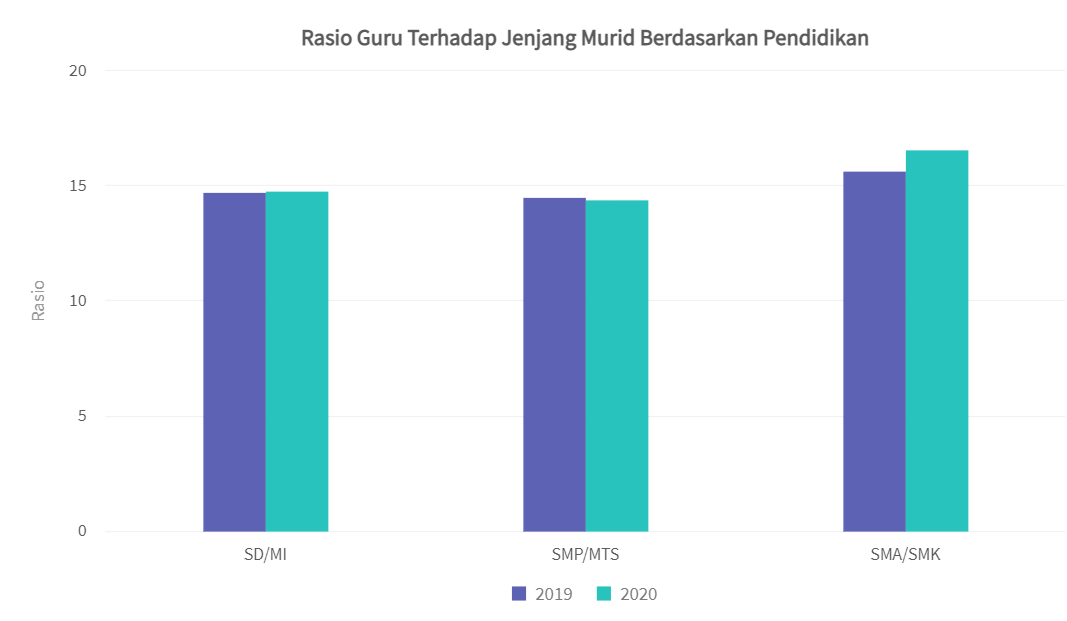 Rasio Guru Terhadap Jenjang Murid Berdasarkan Pendidikan
20
15
10
5
0
Rasio
SD/MI SMP/MTS SMA/SMK
2019 2020